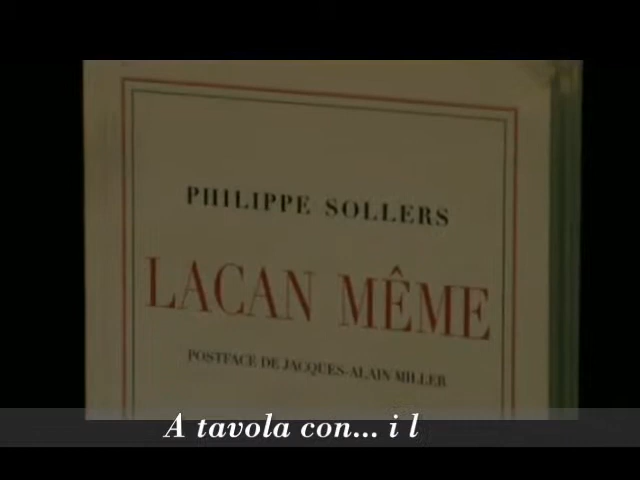 PHILIPPE SOLLERS
LACAN MÊME
POSTFACE DE JACQUES-ALAIN MILLER
A tavola con... i l